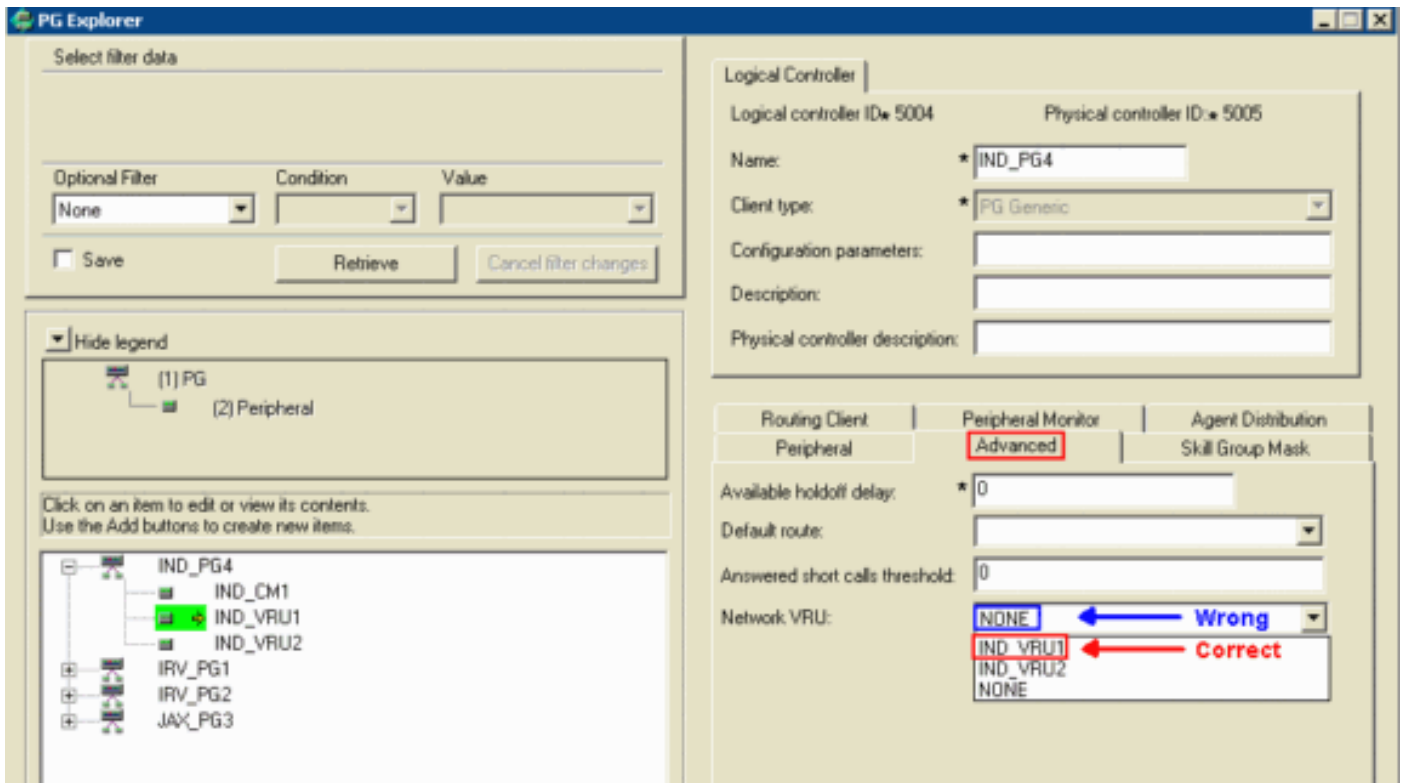 PG Explorer
Select filter data
Optional Filter Condition Value
None
Save Retrieve Cancel filter changes
Hide legend
(1) PG
(2) Peripheral
Click on an item to edit or view its contents.
Use the Add buttons to create new items.
IND_PG4
IND_CM1
IND_VRU1
IND_VRU2
IRV_PG1
IRV_PG2
JAX_PG3
Logical Controller
Logical controller ID* 5004 Physical controller ID:* 5005
Name: * IND_PG4
Client type: * PG Generic
Configuration parameters:
Description:
Physical controller description:
Routing Client Peripheral Monitor Agent Distribution
Peripheral Advanced Skill Group Mask
Available holdoff delay: * 0
Default route:
Answered short calls threshold: 0
Network VRU: NONE Wrong
IND_VRU1 Correct
IND_VRU2
NONE